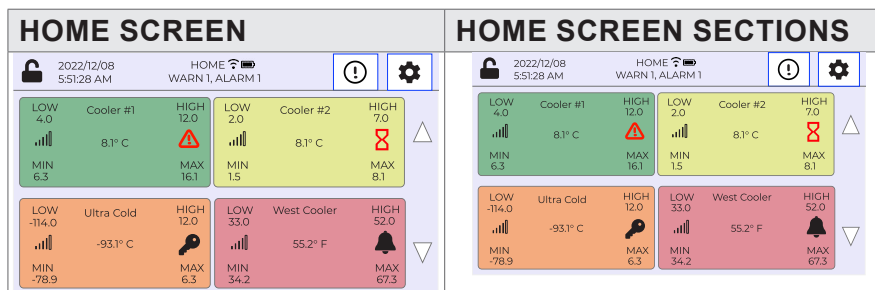 HOME SCREEN
2022/12/08 HOME
5:51:28 AM WARN 1, ALARM 1
LOW Cooler #1 HIGH
4.0 12.0
8.1° C
MIN MAX
6.3 16.1
LOW Cooler #2 HIGH
2.0 7.0
8.1° C
MIN MAX
1.5 8.1
LOW Ultra Cold HIGH
-114.0 12.0
-93.1° C
MIN MAX
-78.9 6.3
LOW West Cooler HIGH
33.0 52.0
55.2° F
MIN MAX
34.2 67.3
HOME SCREEN SECTIONS
2022/12/08 HOME
5:51:28 AM WARN 1, ALARM 1
LOW Cooler #1 HIGH
4.0 12.0
8.1° C
MIN MAX
6.3 16.1
LOW Cooler #2 HIGH
2.0 7.0
8.1° C
MIN MAX
1.5 8.1
LOW Ultra Cold HIGH
-114.0 12.0
-93.1° C
MIN MAX
-78.9 6.3
LOW West Cooler HIGH
33.0 52.0
55.2° F
MIN MAX
34.2 67.3